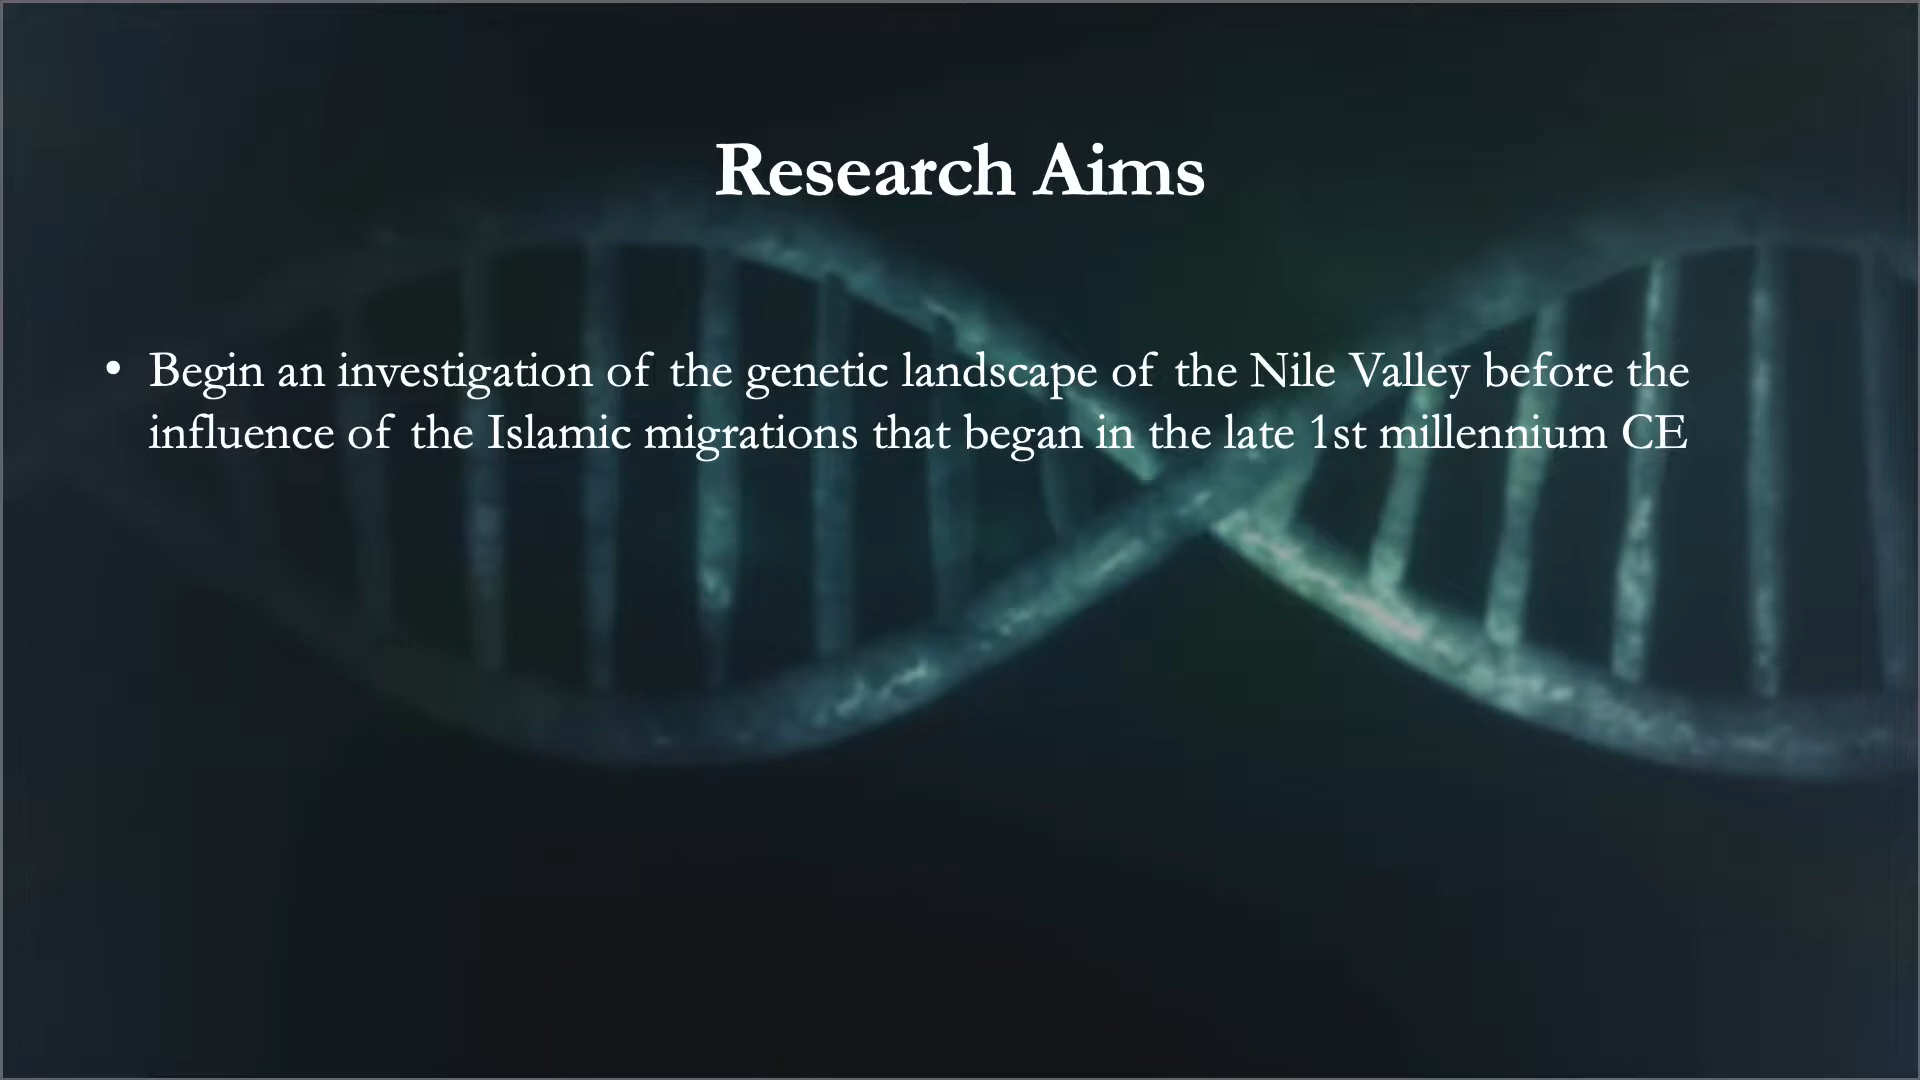 Research Aims
• Begin an investigation of the genetic landscape of the Nile Valley before the
influence of the Islamic migrations that began in the late 1st millennium CE